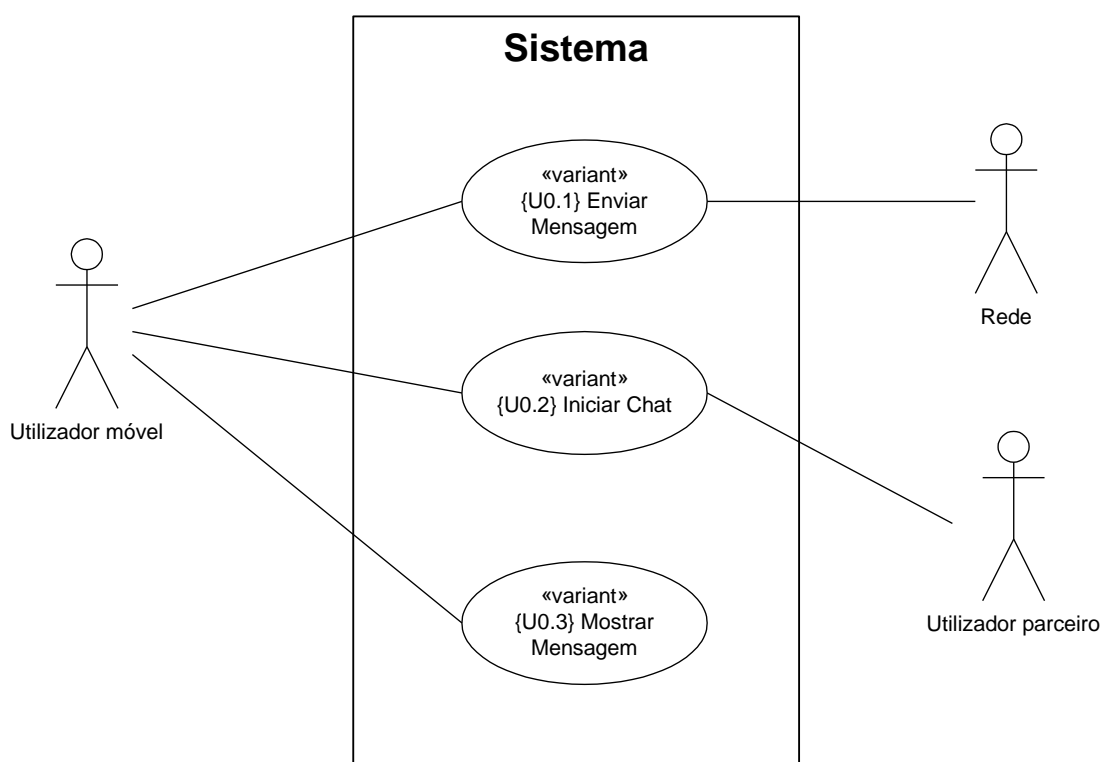 Sistema
«variant»
{U0.1} Enviar
Mensagem
Rede
«variant»
{U0.2} Iniciar Chat
Utilizador móvel
«variant»
{U0.3} Mostrar
Mensagem
Utilizador parceiro